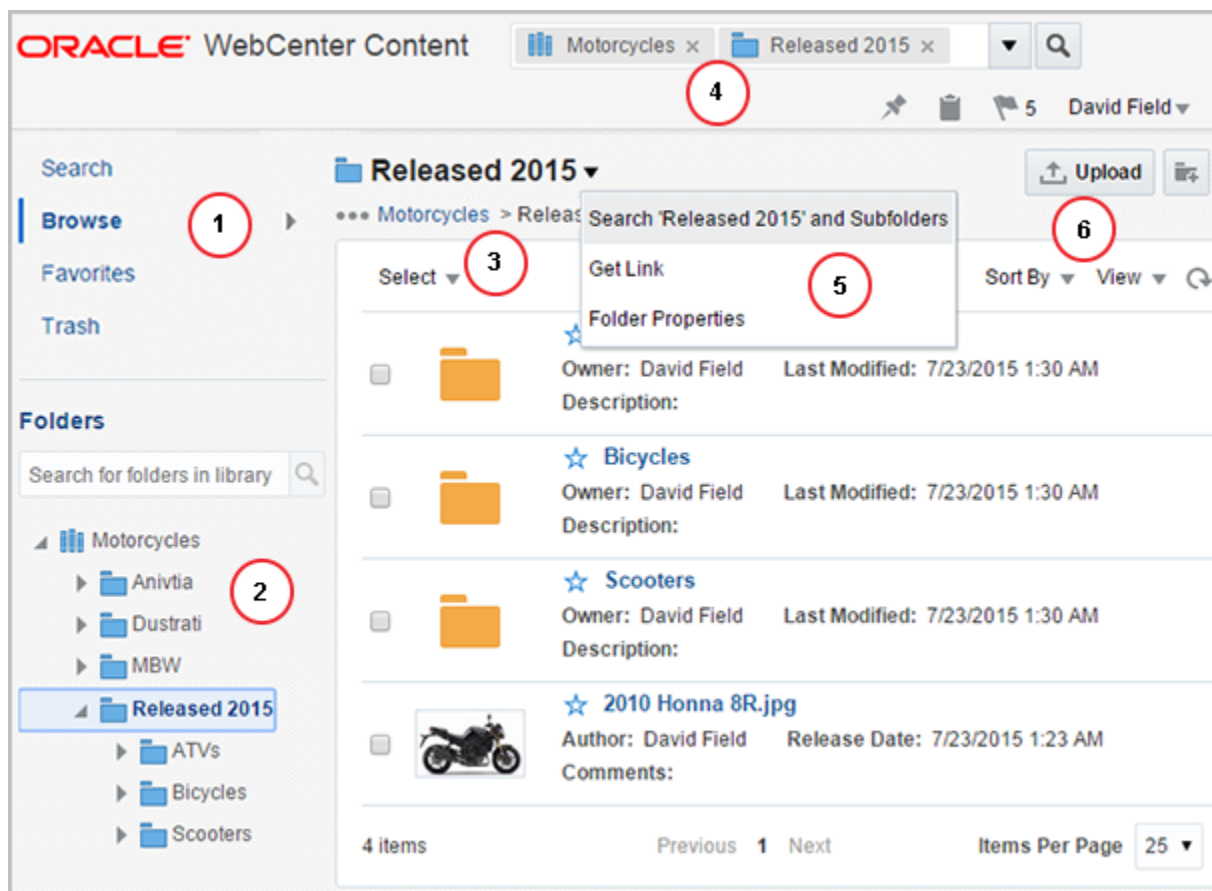 ORACLE® WebCenter Content
Motorcycles × Released 2015 ×
4
5 David Field
Search
Browse
1
Favorites
Trash
Folders
Search for folders in library
Motorcycles
Anivtia
2
Dustrati
MBW
Released 2015
ATVs
Bicycles
Scooters
Released 2015
Upload
Motorcycles > Releas
3
Search 'Released 2015' and Subfolders
Get Link
Folder Properties
5
6
Select
Sort By View
Owner: David Field Last Modified: 7/23/2015 1:30 AM
Description:
Bicycles
Owner: David Field Last Modified: 7/23/2015 1:30 AM
Description:
Scooters
Owner: David Field Last Modified: 7/23/2015 1:30 AM
Description:
2010 Honna 8R.jpg
Author: David Field Release Date: 7/23/2015 1:23 AM
Comments:
4 items Previous 1 Next Items Per Page 25